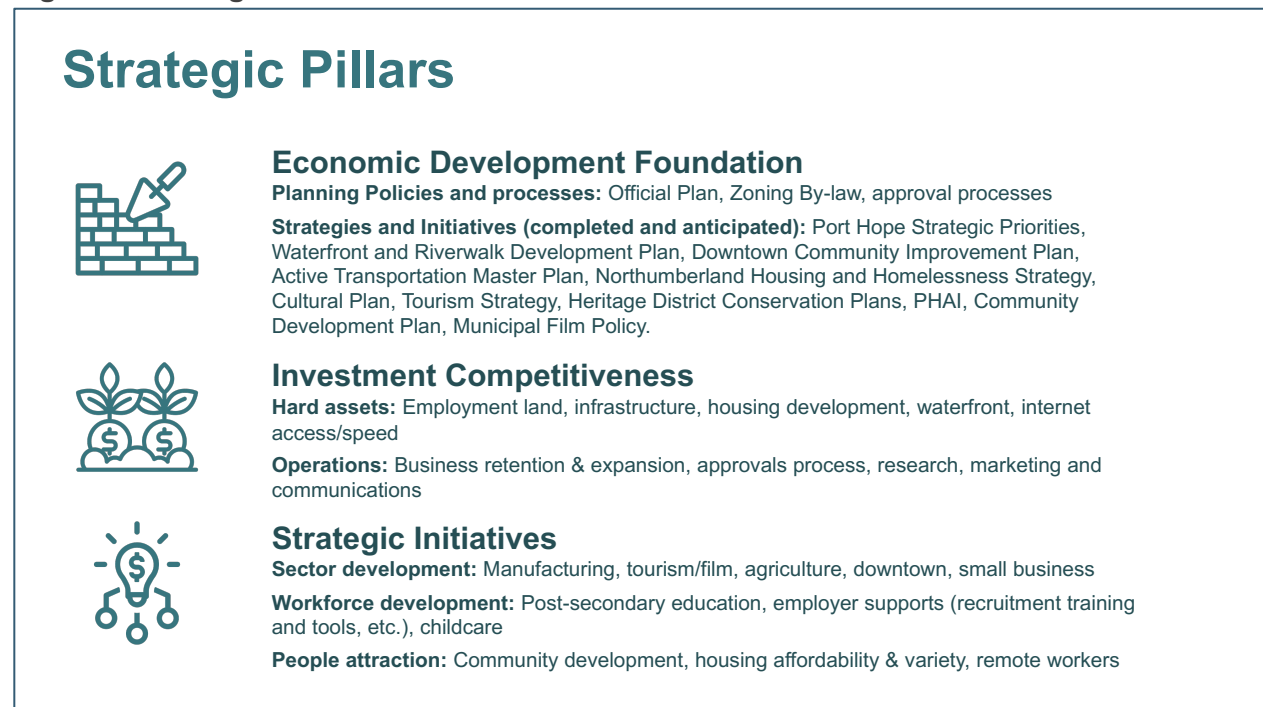 Strategic Pillars
Economic Development Foundation
Planning Policies and processes: Official Plan, Zoning By-law, approval processes
Strategies and Initiatives (completed and anticipated): Port Hope Strategic Priorities,
Waterfront and Riverwalk Development Plan, Downtown Community Improvement Plan,
Active Transportation Master Plan, Northumberland Housing and Homelessness Strategy,
Cultural Plan, Tourism Strategy, Heritage District Conservation Plans, PHAI, Community
Development Plan, Municipal Film Policy.
$ $
Investment Competitiveness
Hard assets: Employment land, infrastructure, housing development, waterfront, internet
access/speed
Operations: Business retention & expansion, approvals process, research, marketing and
communications
$
Strategic Initiatives
Sector development: Manufacturing, tourism/film, agriculture, downtown, small business
Workforce development: Post-secondary education, employer supports (recruitment training
and tools, etc.), childcare
People attraction: Community development, housing affordability & variety, remote workers